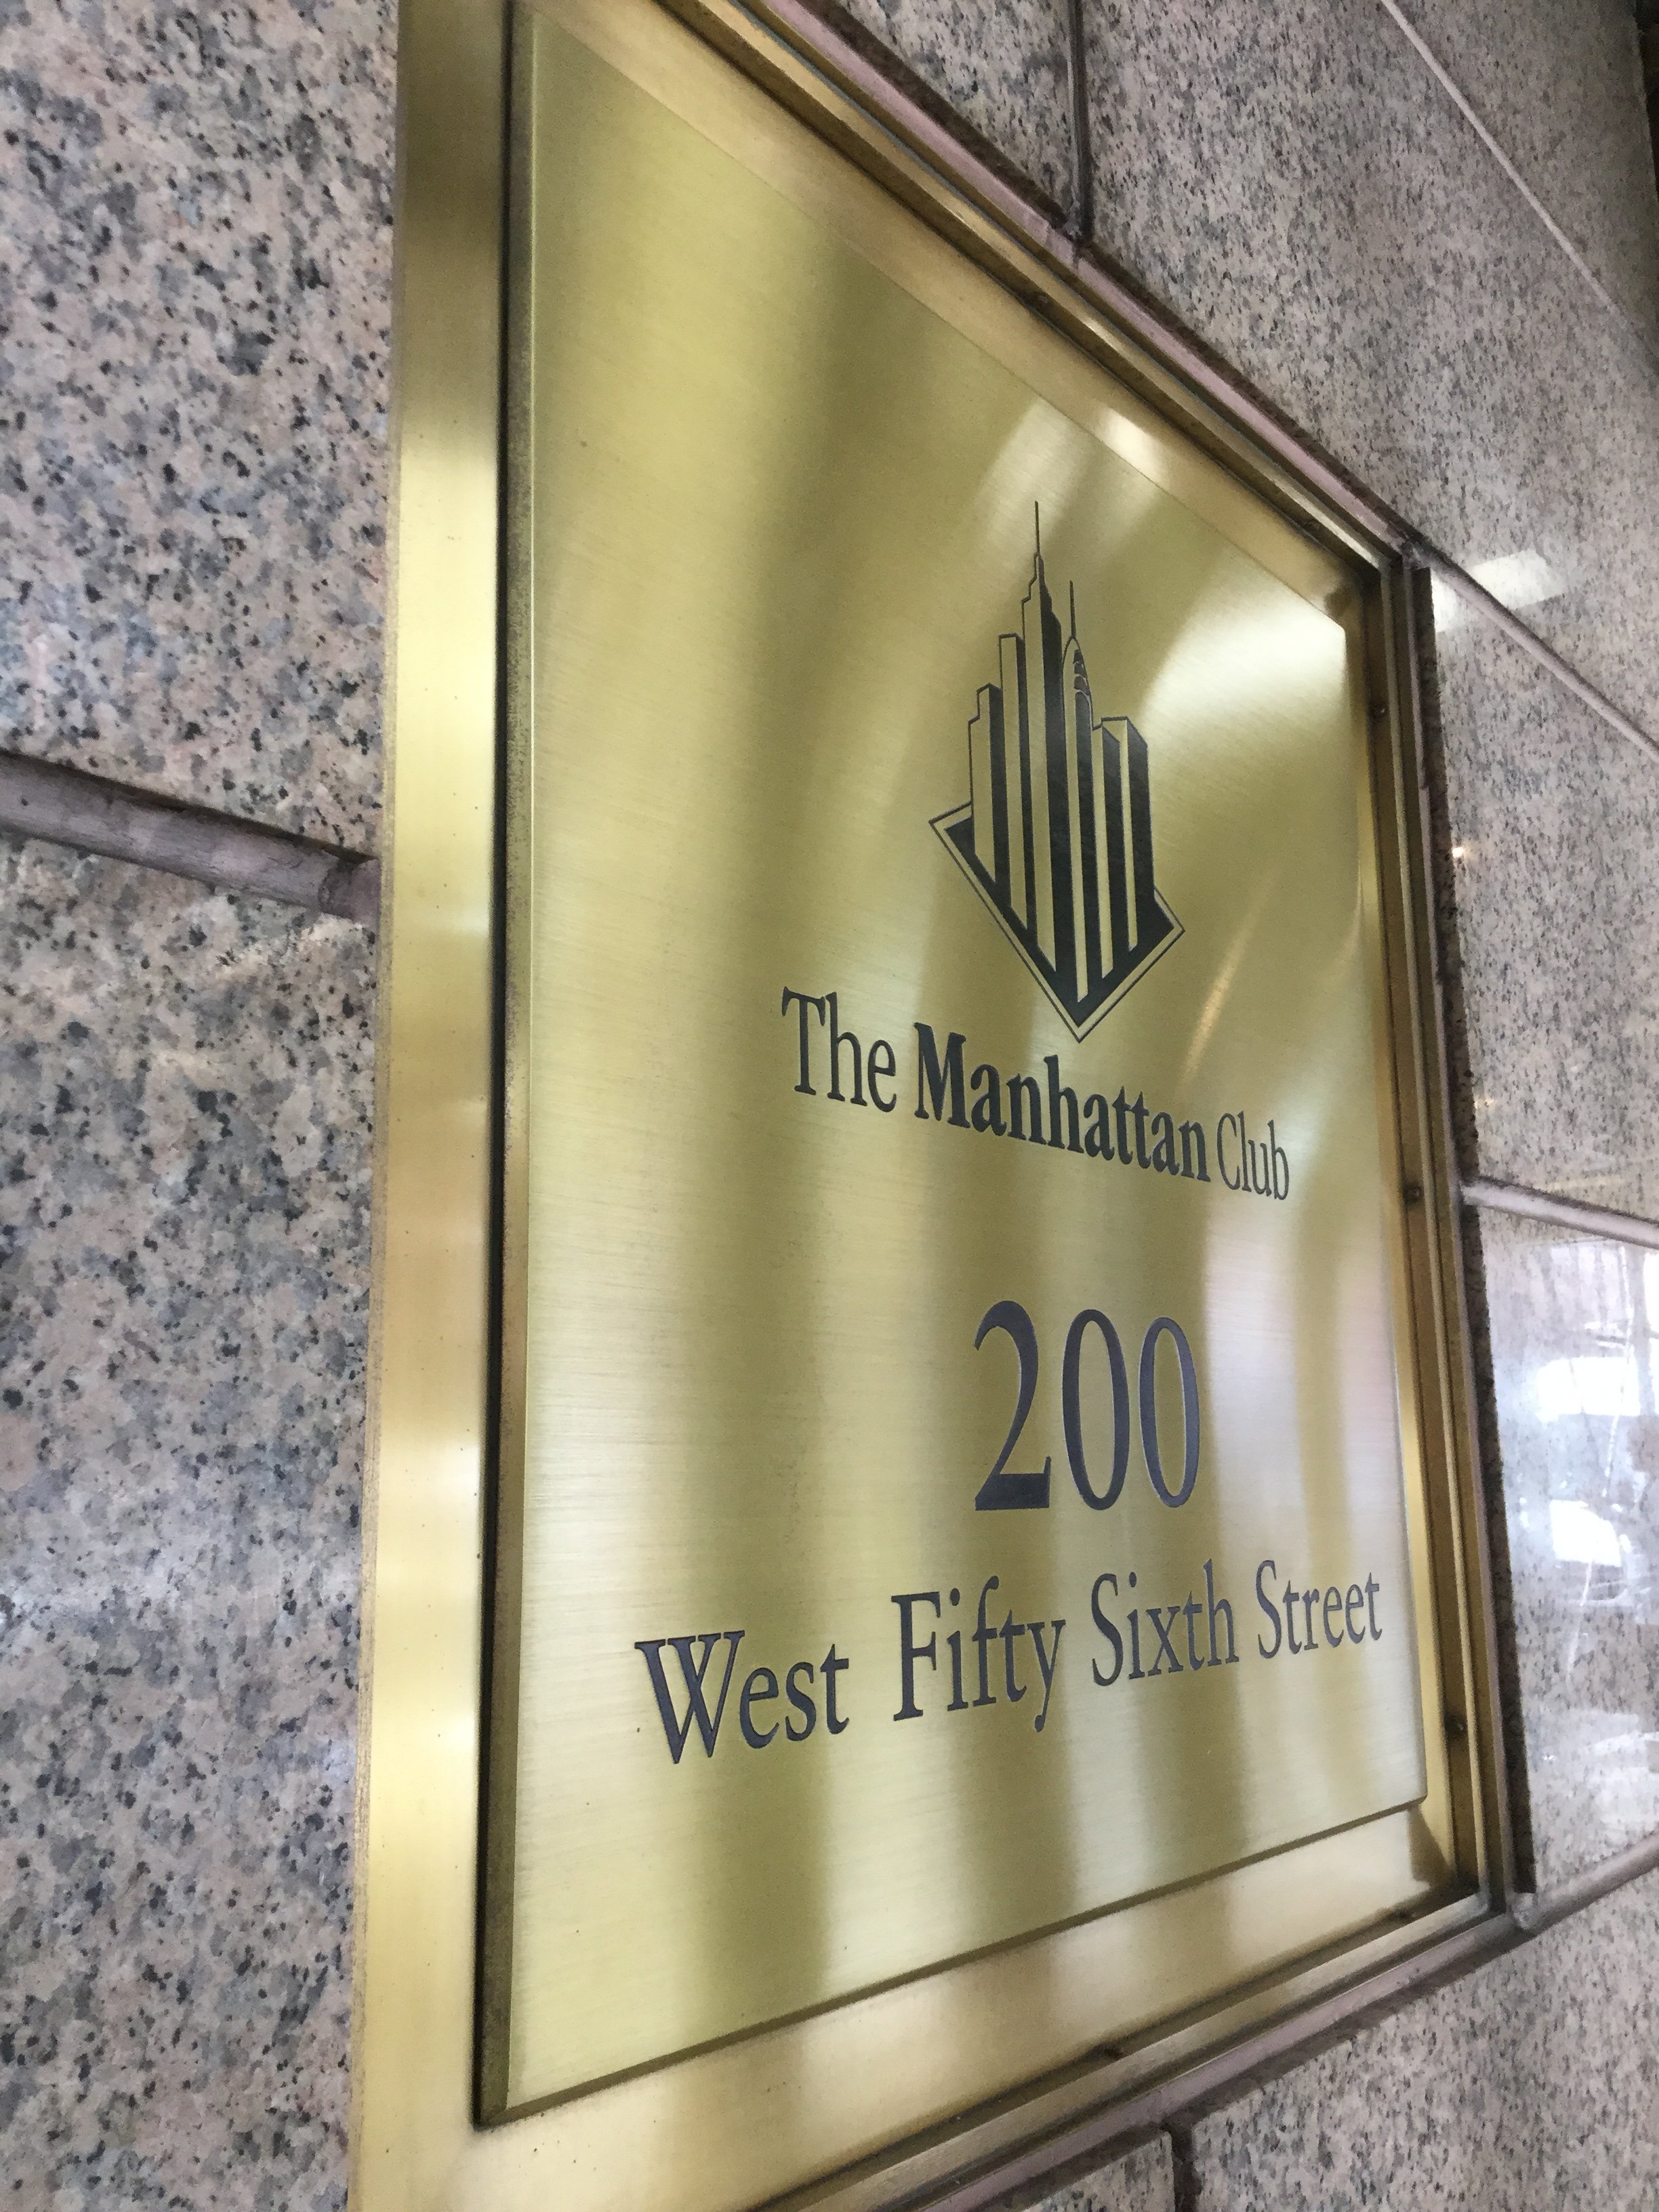 The Manhattan Club
200
West Fifty Sixth Street